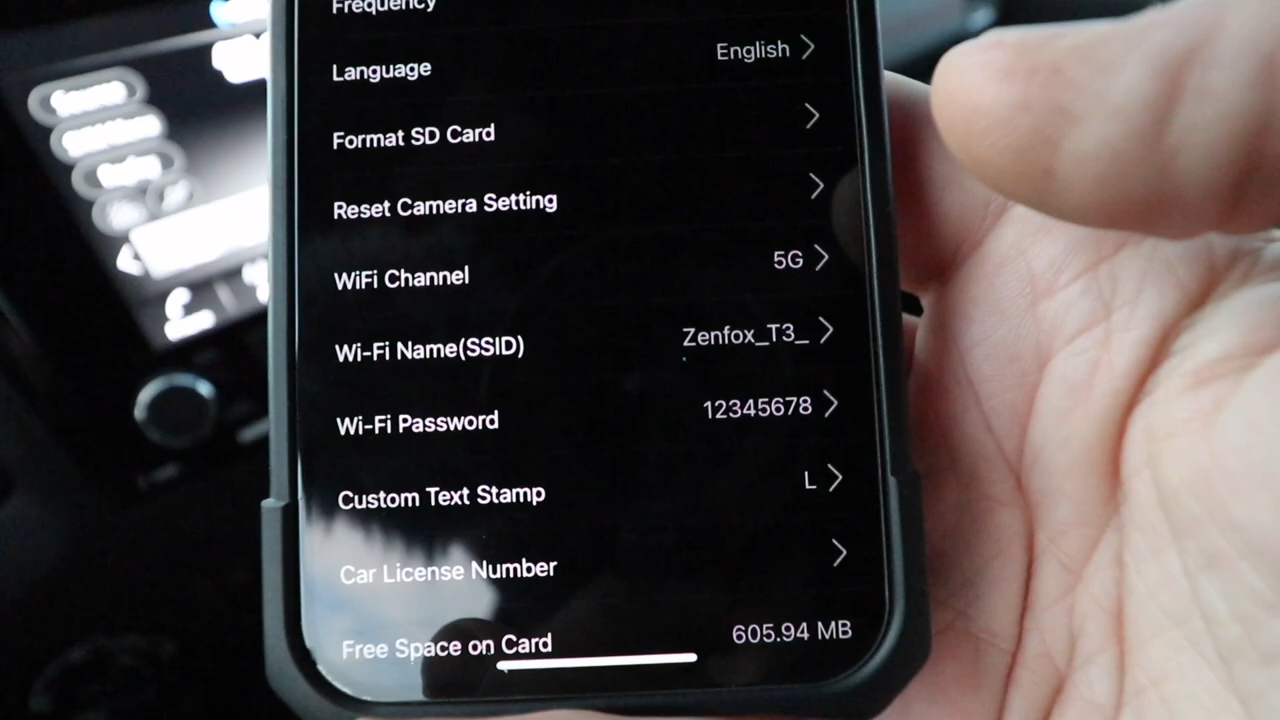 Frequency
Language English
Format SD Card
Reset Camera Setting
WiFi Channel 5G
Wi-Fi Name(SSID) Zenfox_T3_
Wi-Fi Password 12345678
Custom Text Stamp L
Car License Number
Free Space on Card 605.94 MB